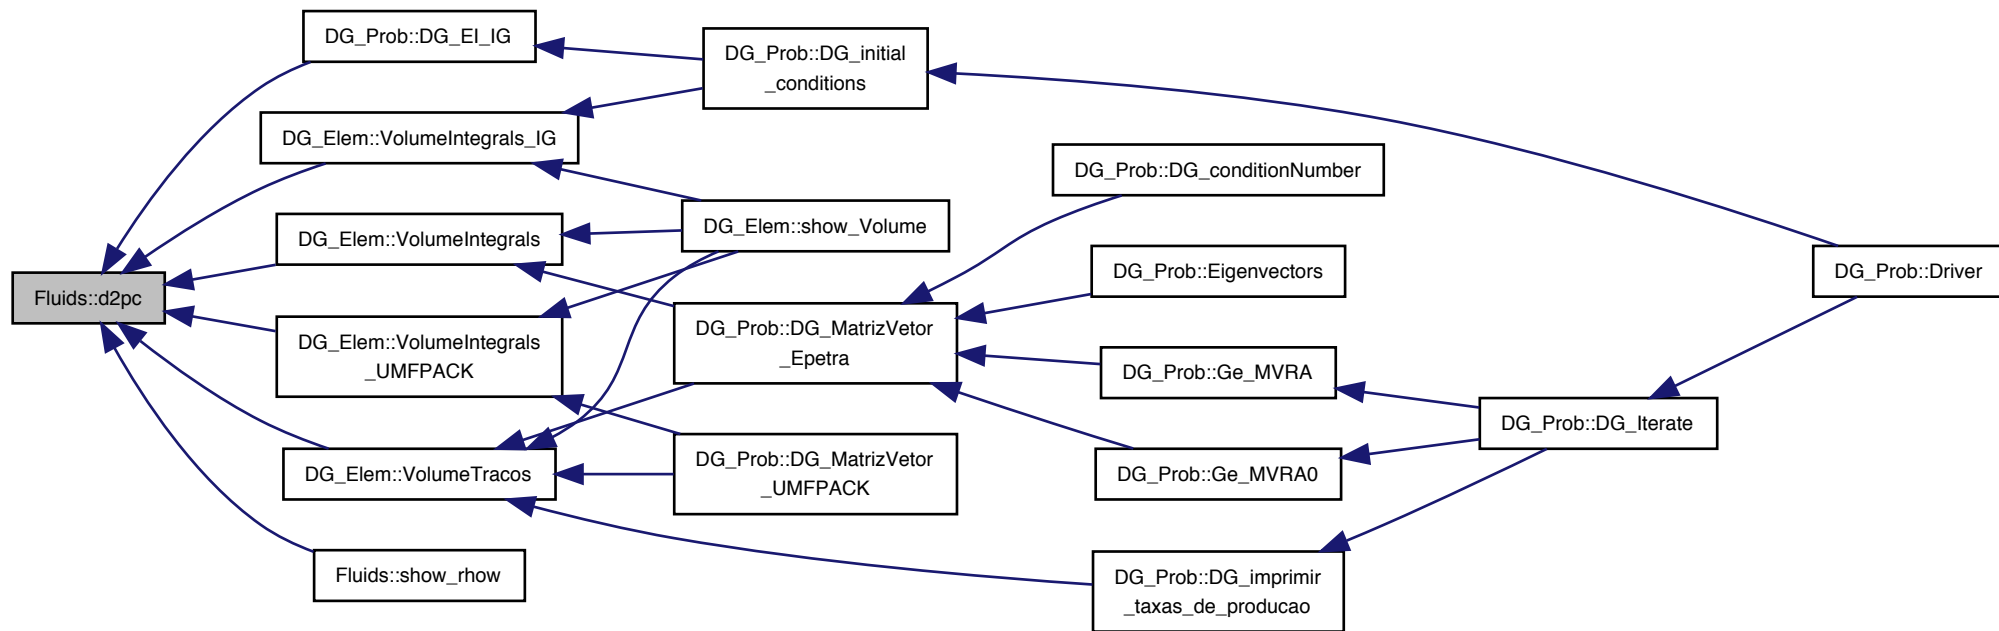 Fluids::d2pc
DG_Prob::DG_EI_IG
DG_Elem::VolumeIntegrals_IG
DG_Elem::VolumeIntegrals
DG_Elem::VolumeIntegrals
_UMFPACK
DG_Elem::VolumeTracos
Fluids::show_rhow
DG_Prob::DG_initial
_conditions
DG_Elem::show_Volume
DG_Prob::DG_MatrizVetor
_Epetra
DG_Prob::DG_MatrizVetor
_UMFPACK
DG_Prob::DG_conditionNumber
DG_Prob::Eigenvectors
DG_Prob::Ge_MVRA
DG_Prob::Ge_MVRA0
DG_Prob::DG_imprimir
_taxas_de_producao
DG_Prob::DG_Iterate
DG_Prob::Driver